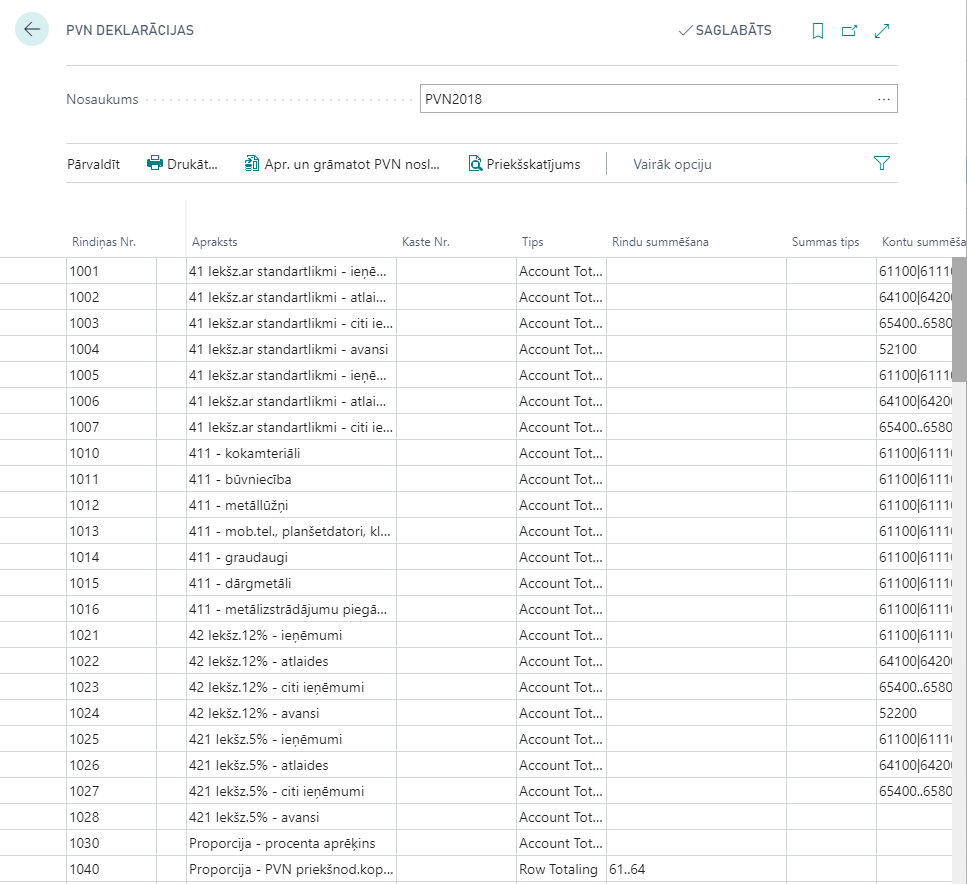 PVN DEKLARĀCIJAS SAGLABĀTS
Nosaukums PVN2018 ...
Pārvaldīt Drukāt... Apr. un grāmatot PVN nosl... Priekšskatījums Vairāk opciju
Rindiņas Nr. Apraksts Kaste Nr. Tips Rindu summēšana Summas tips Kontu summēša
1001 41 Iekšz.ar standartlikmi - ieņē... Account Tot... 61100|6111
1002 41 Iekšz.ar standartlikmi - atlai... Account Tot... 64100|6420
1003 41 Iekšz.ar standartlikmi - citi ie... Account Tot... 65400..6580
1004 41 Iekšz.ar standartlikmi - avansi Account Tot... 52100
1005 41 Iekšz.ar standartlikmi - ieņē... Account Tot... 61100|6111
1006 41 Iekšz.ar standartlikmi - atlai... Account Tot... 64100|6420
1007 41 Iekšz.ar standartlikmi - citi ie... Account Tot... 65400..6580
1010 411 - kokamteriāli Account Tot... 61100|6111
1011 411 - būvniecība Account Tot... 61100|6111
1012 411 - metāllūžņi Account Tot... 61100|6111
1013 411 - mob.tel., planšetdatori, kl... Account Tot... 61100|6111
1014 411 - graudaugi Account Tot... 61100|6111
1015 411 - dārgmetāli Account Tot... 61100|6111
1016 411 - metālizstrādājumu piegā... Account Tot... 61100|6111
1021 42 Iekšz.12% - ieņēmumi Account Tot... 61100|6111
1022 42 Iekšz.12% - atlaides Account Tot... 64100|6420
1023 42 Iekšz.12% - citi ieņēmumi Account Tot... 65400..6580
1024 42 Iekšz.12% - avansi Account Tot... 52200
1025 421 Iekšz.5% - ieņēmumi Account Tot... 61100|6111
1026 421 Iekšz.5% - atlaides Account Tot... 64100|6420
1027 421 Iekšz.5% - citi ieņēmumi Account Tot... 65400..6580
1028 421 Iekšz.5% - avansi Account Tot...
1030 Proporcija - procenta aprēķins Account Tot...
1040 Proporcija - PVN priekšnod.kop... Row Totaling 61..64